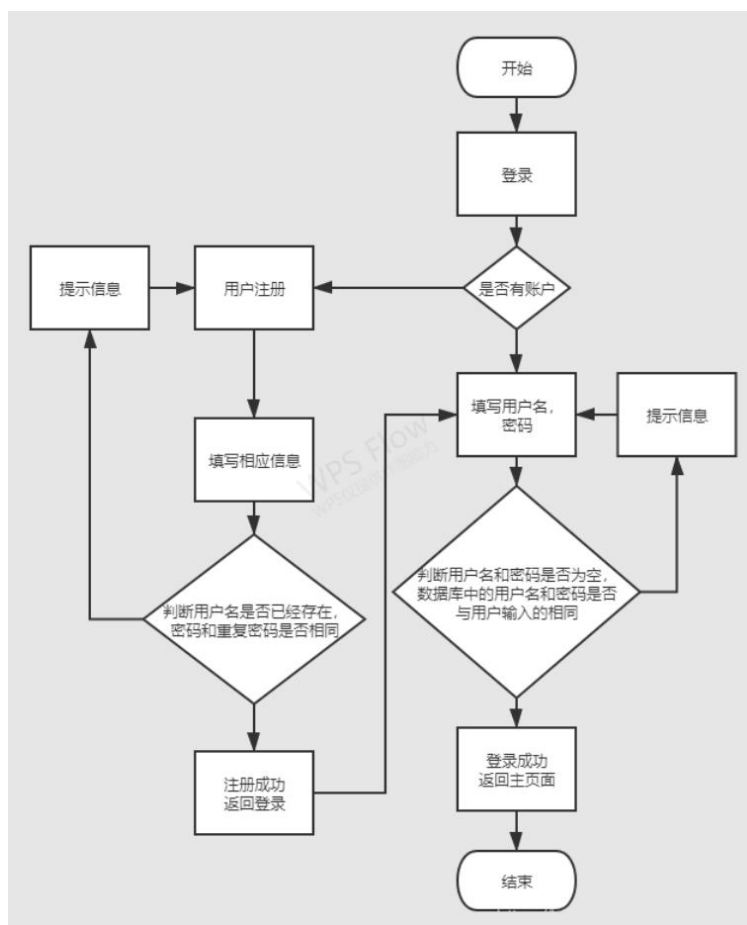 开始
登录
是否有账户
提示信息
用户注册
填写用户名，
密码
提示信息
填写相应信息
WPS Flow
判断用户名和密码是否为空，
数据库中的用户名和密码是否
与用户输入的相同
判断用户名是否已经存在，
密码和重复密码是否相同
登录成功
返回主页面
注册成功
返回登录
结束